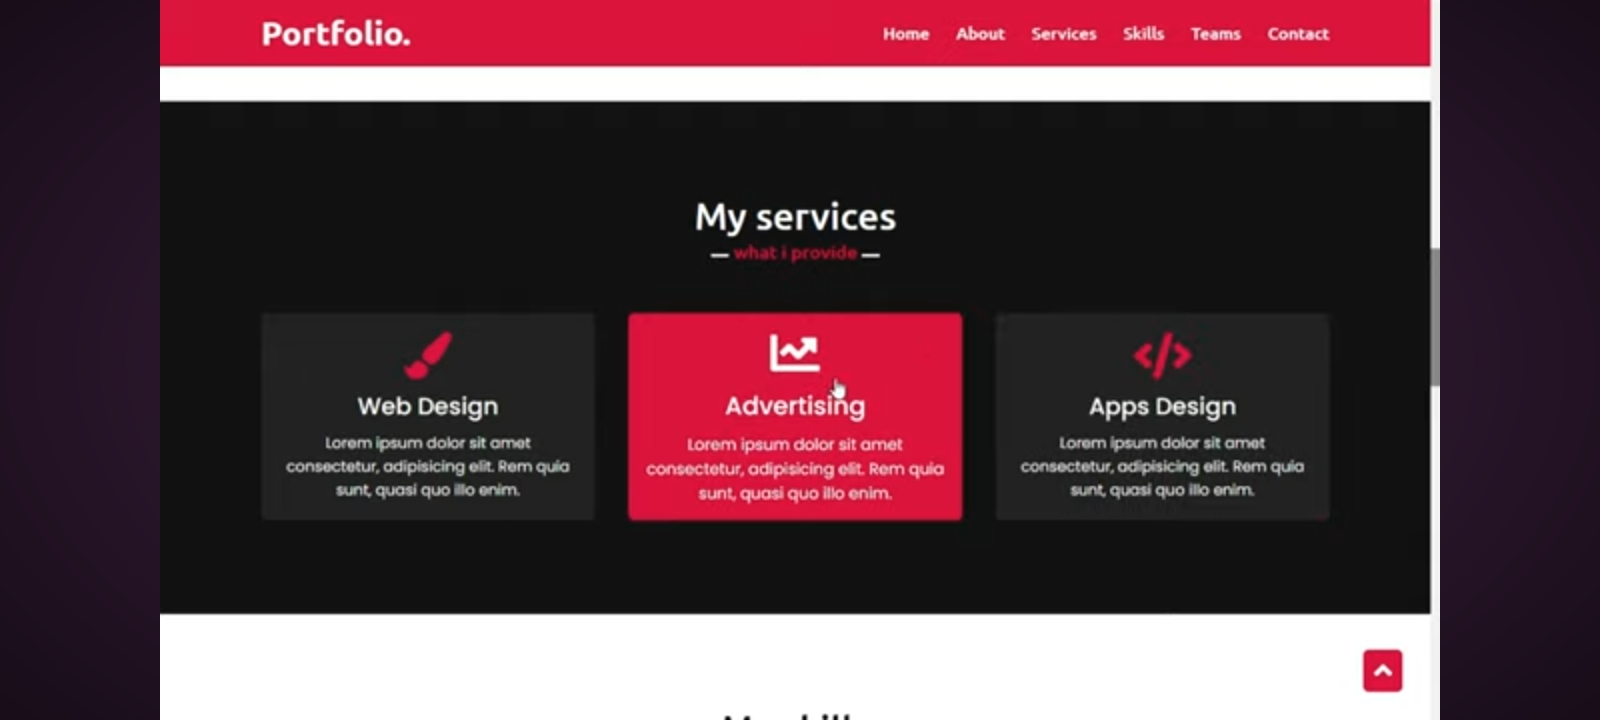 Portfolio.
Home About Services Skills Teams Contact
My services
what i provide
Web Design
Lorem ipsum dolor sit amet
consectetur, adipisicing elit. Rem quia
sunt, quasi quo illo enim.
Advertising
Lorem ipsum dolor sit amet
consectetur, adipisicing elit. Rem quia
sunt, quasi quo illo enim.
Apps Design
Lorem ipsum dolor sit amet
consectetur, adipisicing elit. Rem quia
sunt, quasi quo illo enim.